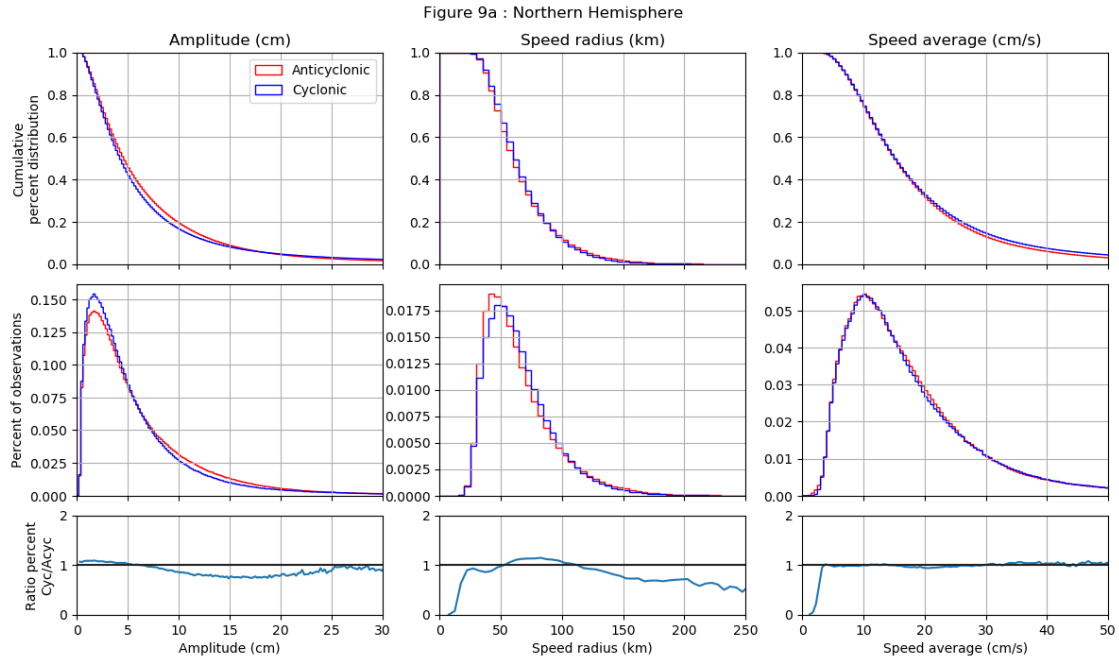 Figure 9a : Northern Hemisphere
Amplitude (cm)
Speed radius (km)
Speed average (cm/s)
Cumulative
percent distribution
1.0
0.8
0.6
0.4
0.2
0.0
Anticyclonic
Cyclonic
1.0
0.8
0.6
0.4
0.2
0.0
1.0
0.8
0.6
0.4
0.2
0.0
Percent of observations
0.150
0.125
0.100
0.075
0.050
0.025
0.000
0.0175
0.0150
0.0125
0.0100
0.0075
0.0050
0.0025
0.0000
0.05
0.04
0.03
0.02
0.01
0.00
Ratio percent
Cyc/Acyc
2
1
0
0 5 10 15 20 25 30
Amplitude (cm)
2
1
0
0 50 100 150 200 250
Speed radius (km)
2
1
0
0 10 20 30 40 50
Speed average (cm/s)